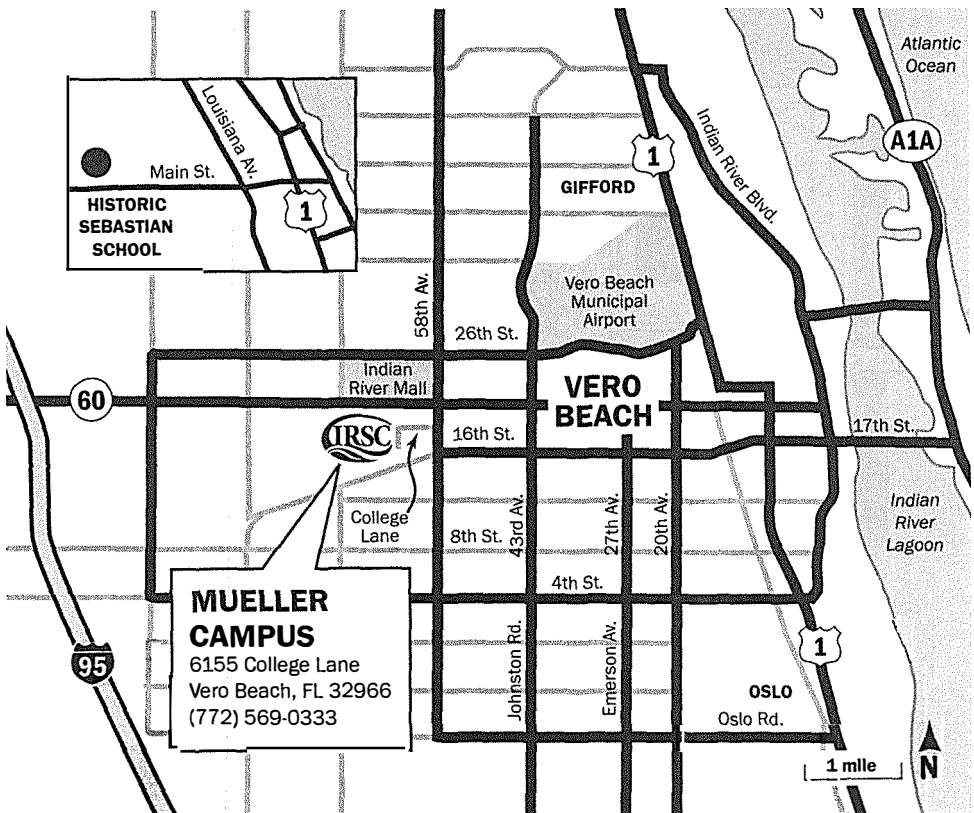 Atlantic
Ocean
A1A
Louisiana Av.
Main St.
1
HISTORIC
SEBASTIAN
SCHOOL
1
Indian River Blvd.
GIFFORD
58th Av.
Vero Beach
Municipal
Airport
26th St.
Indian
River Mall
60
VERO
BEACH
IRSC
16th St.
17th St.
College
Lane
8th St.
43rd Av.
27th Av.
20th Av.
Indian
River
Lagoon
4th St.
MUELLER
CAMPUS
6155 College Lane
Vero Beach, FL 32966
(772) 569-0333
95
Johnston Rd.
Emerson Av.
1
OSLO
Oslo Rd.
1 mile
N